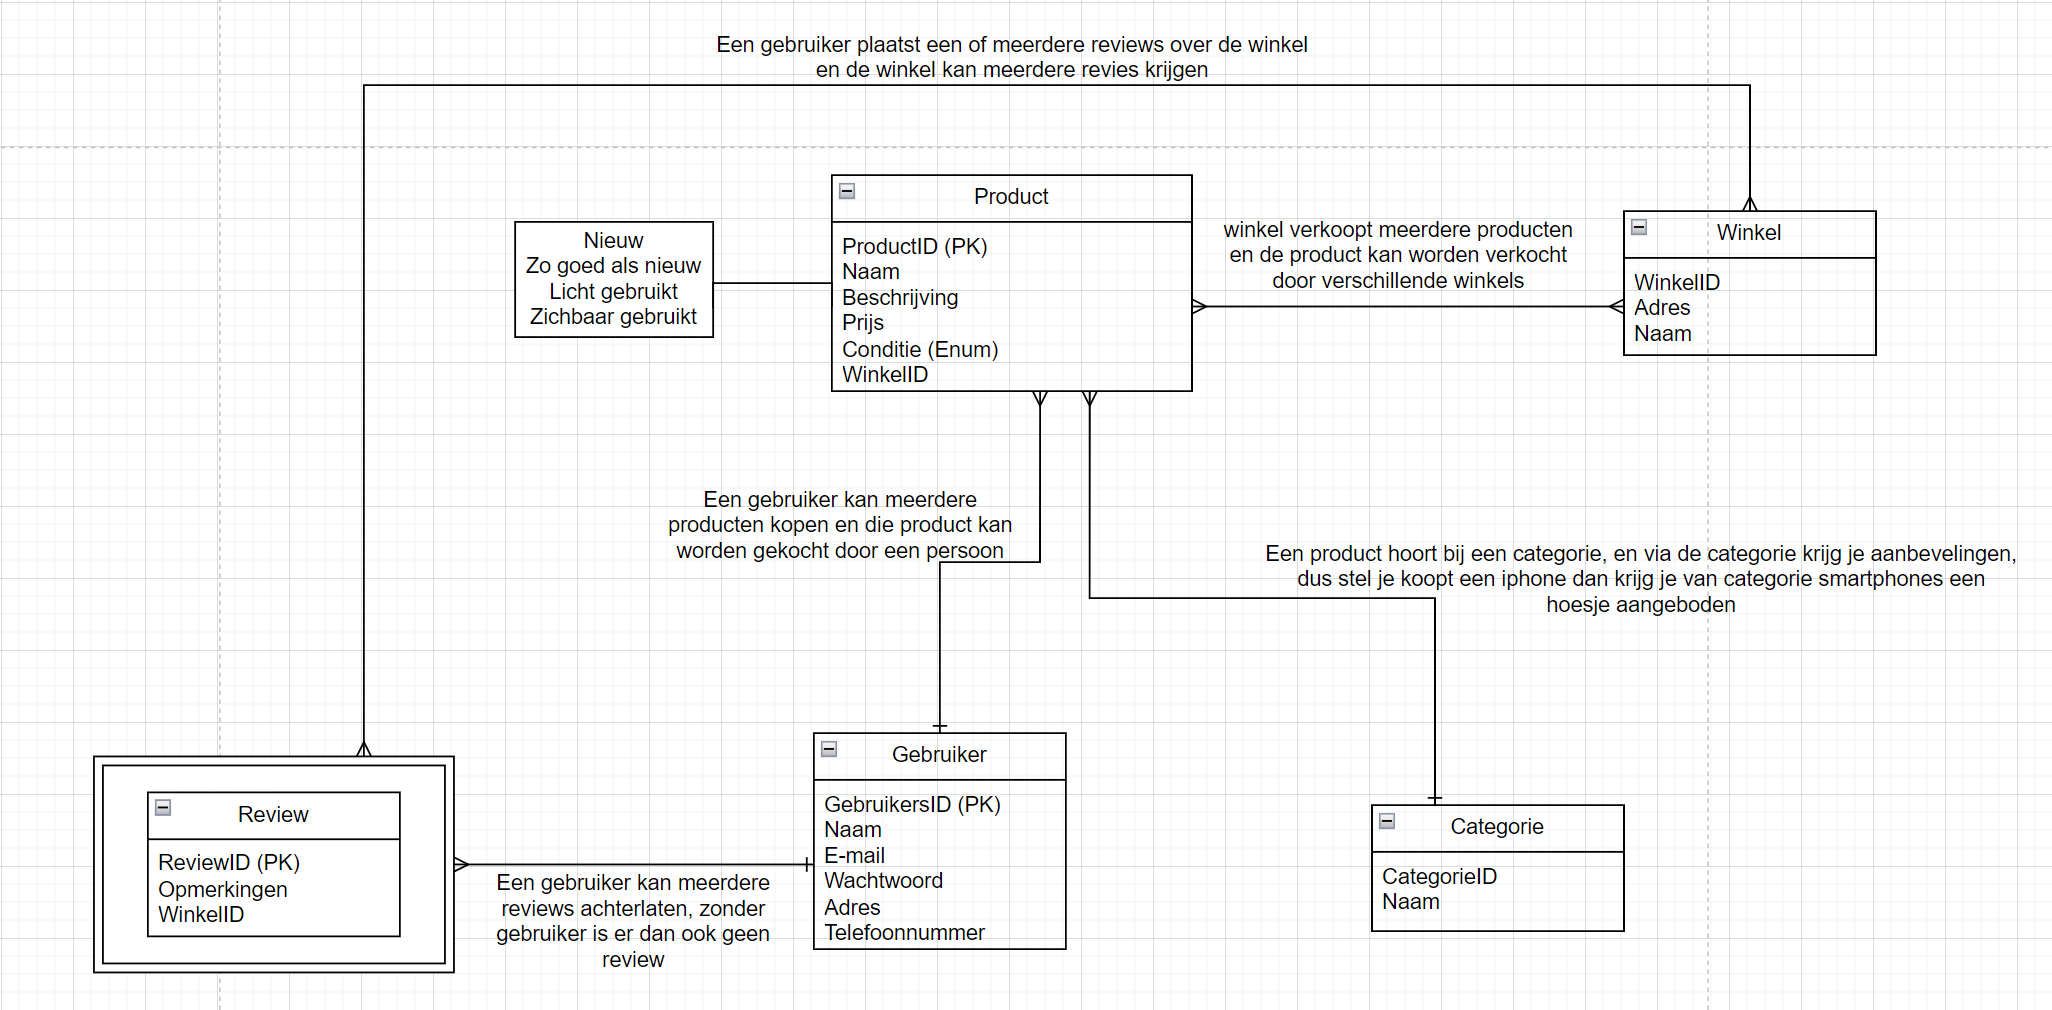 Een gebruiker plaatst een of meerdere reviews over de winkel
en de winkel kan meerdere revies krijgen
Product
ProductID (PK)
Naam
Beschrijving
Prijs
Conditie (Enum)
WinkelID
Nieuw
Zo goed als nieuw
Licht gebruikt
Zichbaar gebruikt
winkel verkoopt meerdere producten
en de product kan worden verkocht
door verschillende winkels
Winkel
WinkelID
Adres
Naam
Een gebruiker kan meerdere
producten kopen en die product kan
worden gekocht door een persoon
Een product hoort bij een categorie, en via de categorie krijg je aanbevelingen,
dus stel je koopt een iphone dan krijg je van categorie smartphones een
hoesje aangeboden
Review
ReviewID (PK)
Opmerkingen
WinkelID
Een gebruiker kan meerdere
reviews achterlaten, zonder
gebruiker is er dan ook geen
review
Gebruiker
GebruikersID (PK)
Naam
E-mail
Wachtwoord
Adres
Telefoonnummer
Categorie
CategorieID
Naam